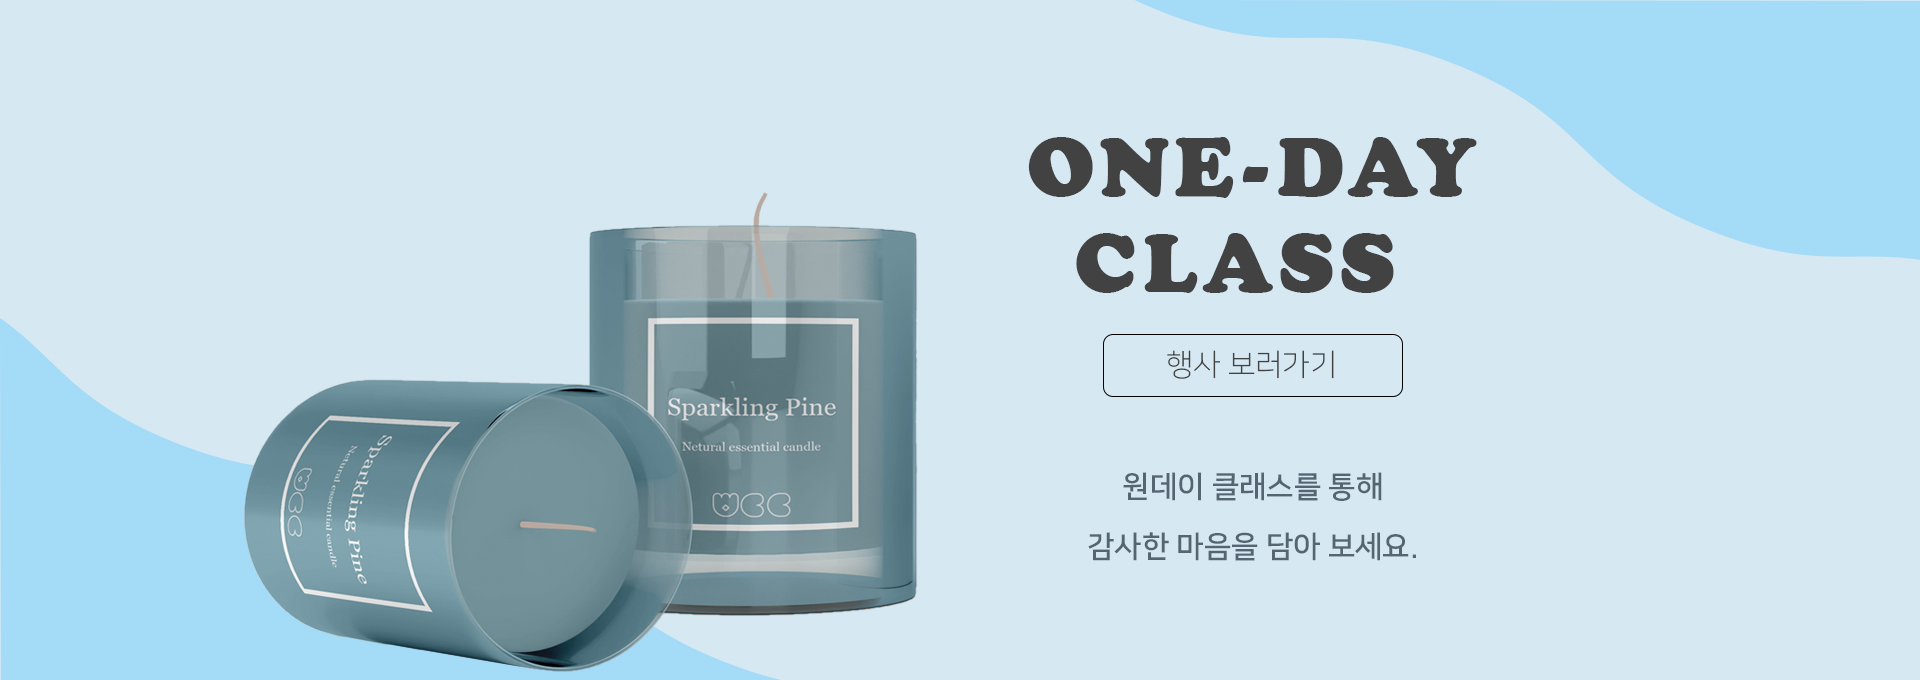 ONE-DAY
CLASS
행사 보러가기
원데이 클래스를 통해
감사한 마음을 담아 보세요.
Sparkling Pine
Netural essential candle
WCC
Sparkling Pine
Netural essential candle
WCC